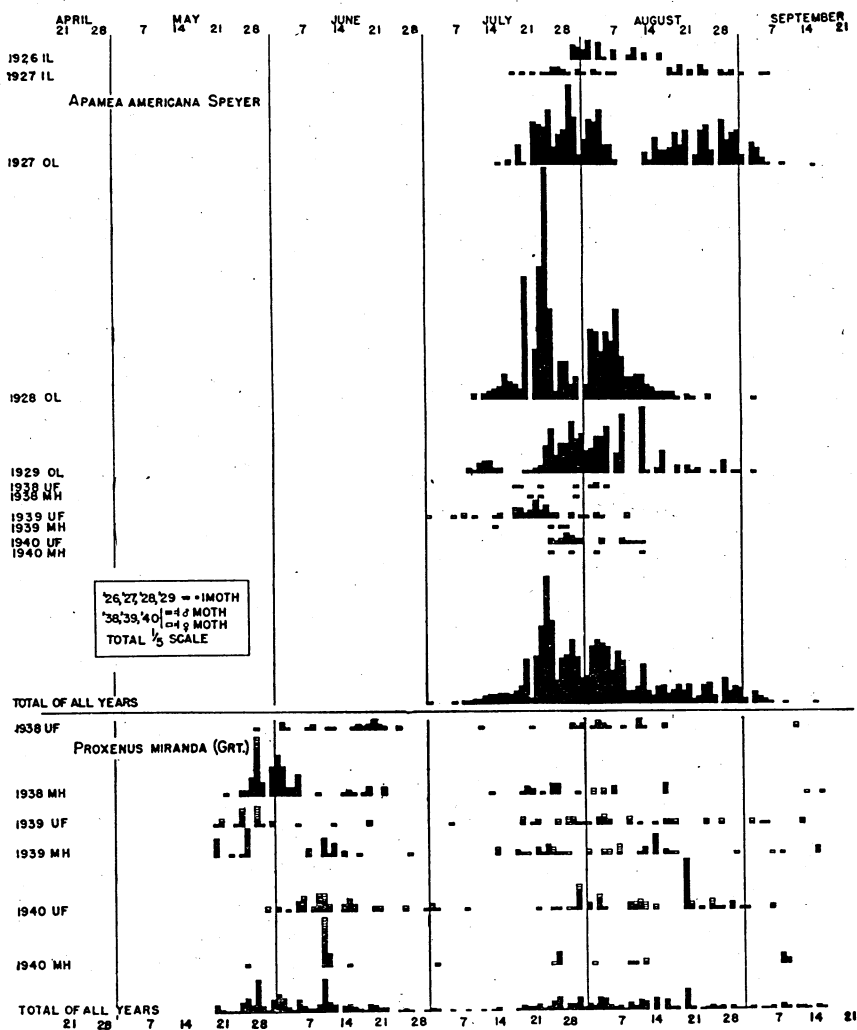 APRIL MAY JUNE JULY AUGUST SEPTEMBER
21 28 7 14 21 28 7 14 21 28 7 14 21 28 7 14 21 28 7 14 21
1926 IL
1927 IL
APAMEA AMERICANA SPEYER
1927 OL
1928 OL
1929 OL
1938 UF
1938 MH
1939 UF
1939 MH
1940 UF
1940 MH
'26,'27,'28,'29 = 1 MOTH
'38,'39,'40 = 1 ♂ MOTH
= 1 ♀ MOTH
TOTAL 1/5 SCALE
TOTAL OF ALL YEARS
1938 UF
PROXENUS MIRANDA (GRT.)
1938 MH
1939 UF
1939 MH
1940 UF
1940 MH
TOTAL OF ALL YEARS
21 28 7 14 21 28 7 14 21 28 7 14 21 28 7 14 21 28 7 14 21